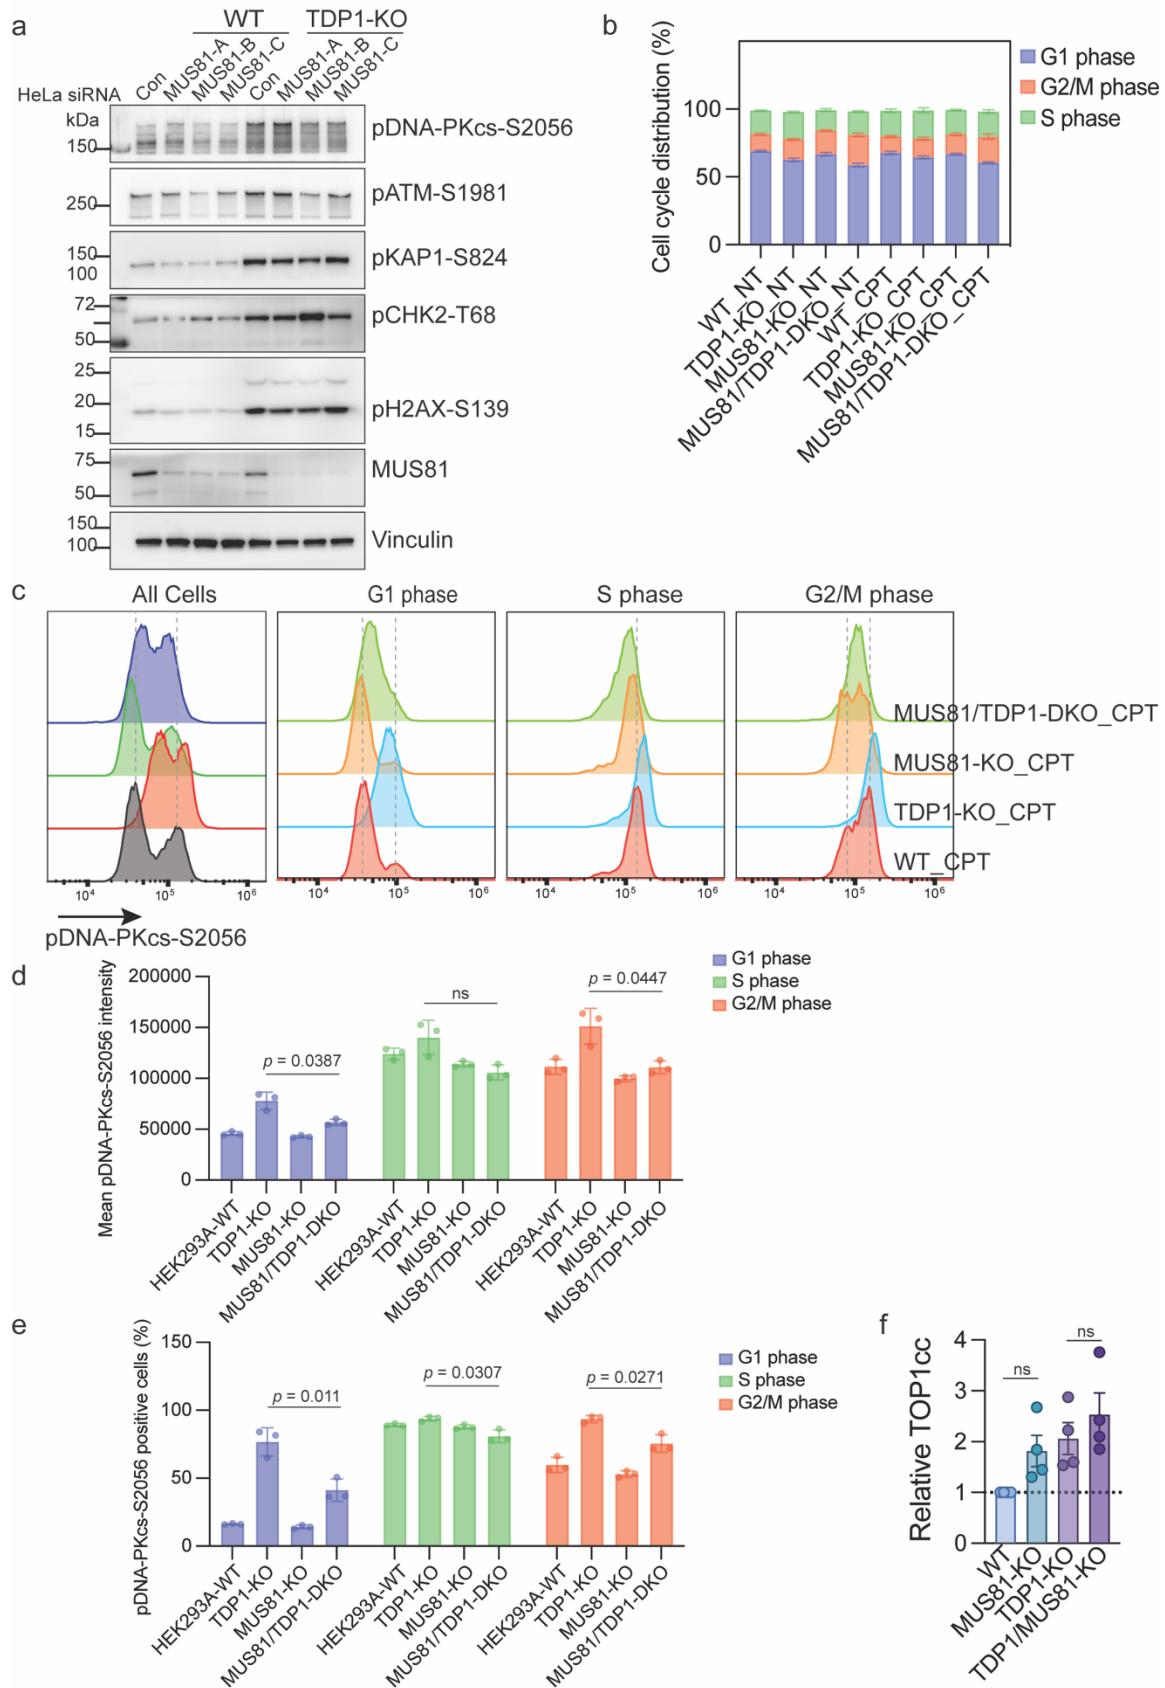 a
WT TDP1-KO
HeLa siRNA Con MUS81-A MUS81-B MUS81-C Con MUS81-A MUS81-B MUS81-C
kDa
150 pDNA-PKcs-S2056
250 pATM-S1981
150
100
pKAP1-S824
72
50
pCHK2-T68
25
20
15
pH2AX-S139
75
50
MUS81
150
100
Vinculin
b
Cell cycle distribution (%)
100
50
0
G1 phase
G2/M phase
S phase
WT_NT
TDP1-KO_NT
MUS81-KO_NT
MUS81/TDP1-DKO_NT
WT_CPT
TDP1-KO_CPT
MUS81-KO_CPT
MUS81/TDP1-DKO_CPT
c
All Cells G1 phase S phase G2/M phase
MUS81/TDP1-DKO_CPT
MUS81-KO_CPT
TDP1-KO_CPT
WT_CPT
10⁴ 10⁵ 10⁶ 10⁴ 10⁵ 10⁶ 10⁴ 10⁵ 10⁶ 10⁴ 10⁵ 10⁶
pDNA-PKcs-S2056
d
Mean pDNA-PKcs-S2056 intensity
200000
150000
100000
50000
0
p = 0.0387
ns
p = 0.0447
G1 phase
S phase
G2/M phase
HEK293A-WT
TDP1-KO
MUS81-KO
MUS81/TDP1-DKO
HEK293A-WT
TDP1-KO
MUS81-KO
MUS81/TDP1-DKO
HEK293A-WT
TDP1-KO
MUS81-KO
MUS81/TDP1-DKO
e
pDNA-PKcs-S2056 positive cells (%)
150
100
50
0
p = 0.011
p = 0.0307
p = 0.0271
G1 phase
S phase
G2/M phase
HEK293A-WT
TDP1-KO
MUS81-KO
MUS81/TDP1-DKO
HEK293A-WT
TDP1-KO
MUS81-KO
MUS81/TDP1-DKO
HEK293A-WT
TDP1-KO
MUS81-KO
MUS81/TDP1-DKO
f
Relative TOP1cc
4
3
2
1
0
ns
ns
WT
MUS81-KO
TDP1-KO
TDP1/MUS81-KO